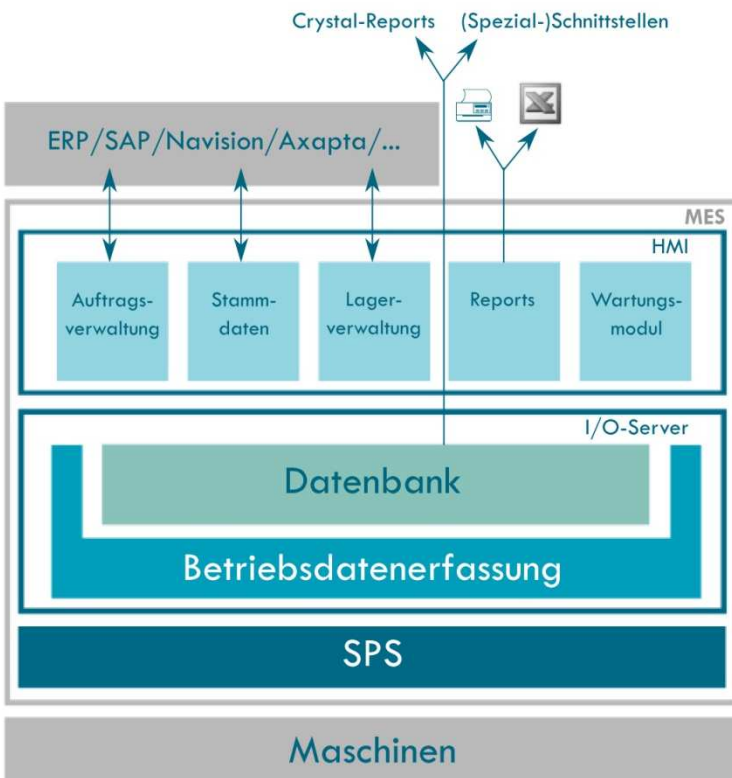 Crystal-Reports (Spezial-)Schnittstellen
ERP/SAP/Navision/Axapta/...
MES
HMI
Auftrags-
verwaltung
Stamm-
daten
Lager-
verwaltung
Reports
Wartungs-
modul
I/O-Server
Datenbank
Betriebsdatenerfassung
SPS
Maschinen